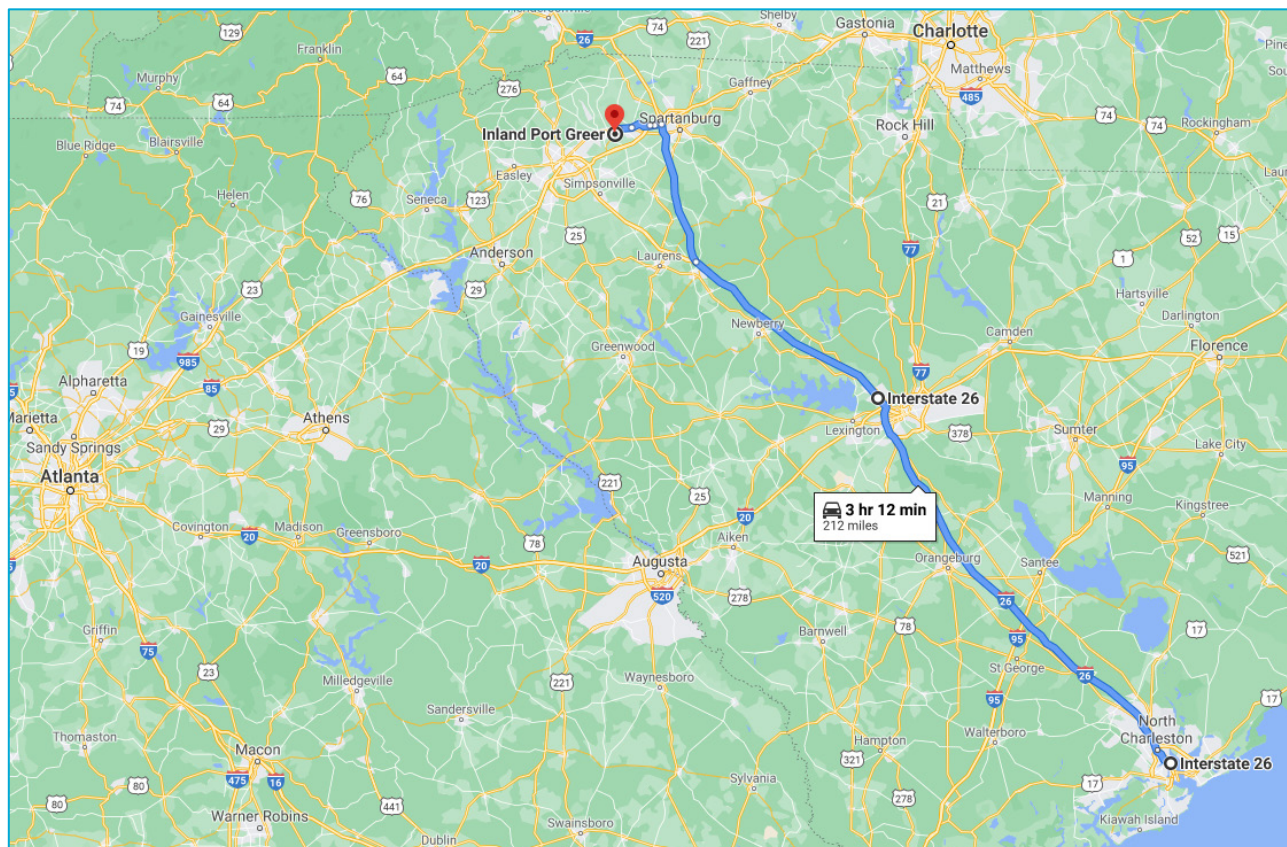 Hendersonville
74
Shelby
Gastonia
Charlotte
129
Franklin
26
221
Matthews
Murphy
64
276
Gaffney
485
74
64
74
Inland Port Greer
Spartanburg
Rock Hill
74
74
Rockingham
Blue Ridge
Blairsville
Easley
Simpsonville
Helen
76
Seneca
123
21
25
Laurens
77
52
15
Anderson
1
23
29
Hartsville
Gainesville
Newberry
Camden
Darlington
19
985
Greenwood
Florence
Alpharetta
85
77
Marietta
Athens
Interstate 26
29
Lexington
378
Sumter
Sandy Springs
Lake City
95
Atlanta
221
25
Manning
Kingstree
3 hr 12 min
212 miles
20
Covington
Madison
Greensboro
20
78
Aiken
521
20
Augusta
Orangeburg
Santee
520
278
26
17
Griffin
78
95
75
Barnwell
St George
23
26
Milledgeville
221
Waynesboro
17
95
Sandersville
North
Charleston
Thomaston
Macon
Hampton
Walterboro
321
Interstate 26
475
16
Sylvania
17
80
80
441
278
Warner Robins
Kiawah Island
Swainsboro
Dublin